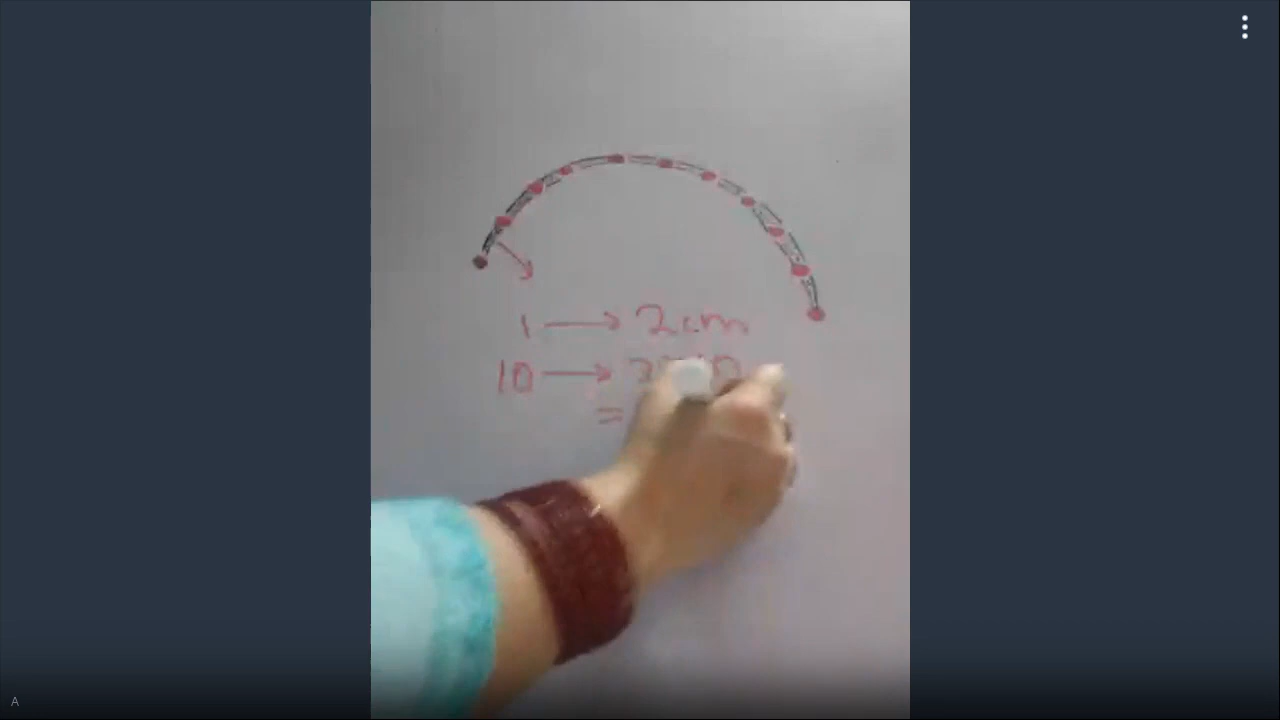 1 → 2cm
10 →
=
A